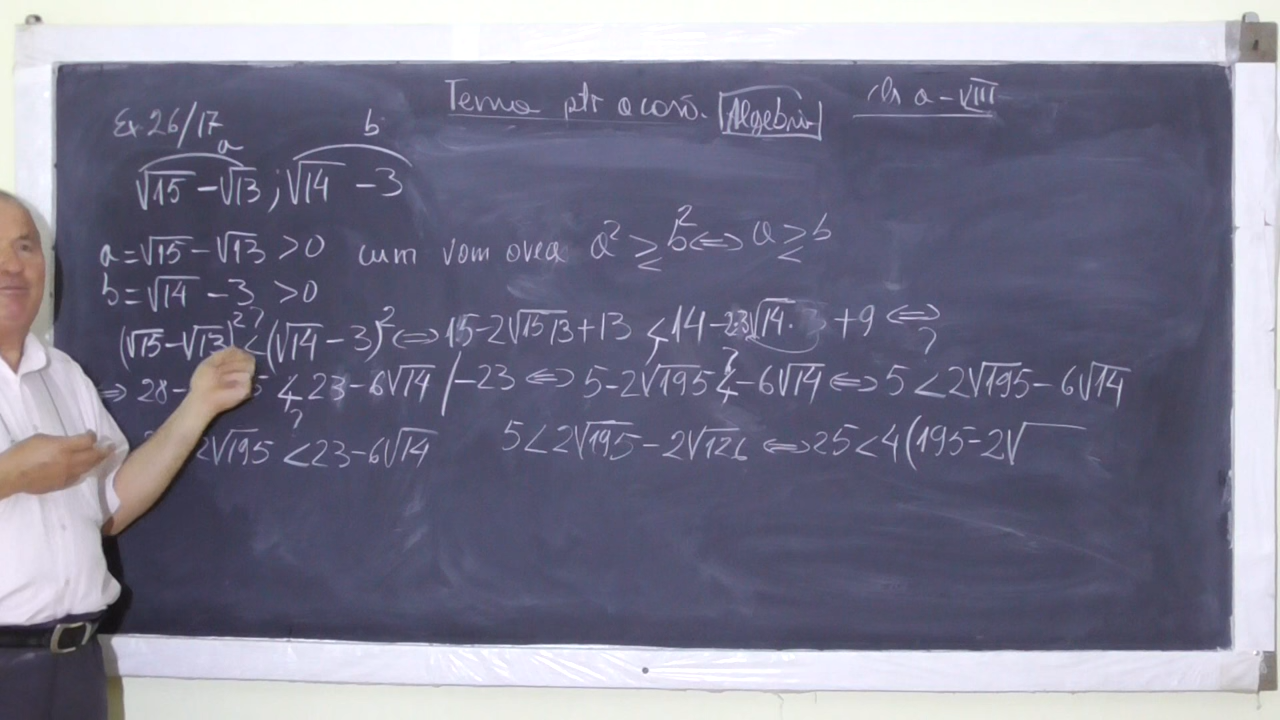 Tema ptr acasă. Algebra cls a-VIII
Ex 26/17
a b
√15 - √13 ; √14 - 3
a = √15 - √13 > 0 cum vom avea a² ≥≤ b² ⇔ a ≥≤ b
b = √14 - 3 > 0
(√15 - √13)² <? (√14 - 3)² ⇔ 15 - 2√15·13 + 13 < 14 - 2·3√14 + 9 ⇔
⇒ 28 - 5 <? 23 - 6√14 / -23 ⇔ 5 - 2√195 <? -6√14 ⇔ 5 <? 2√195 - 6√14
2√195 < 23 - 6√14 5 < 2√195 - 2√126 ⇔ 25 < 4(195 - 2√